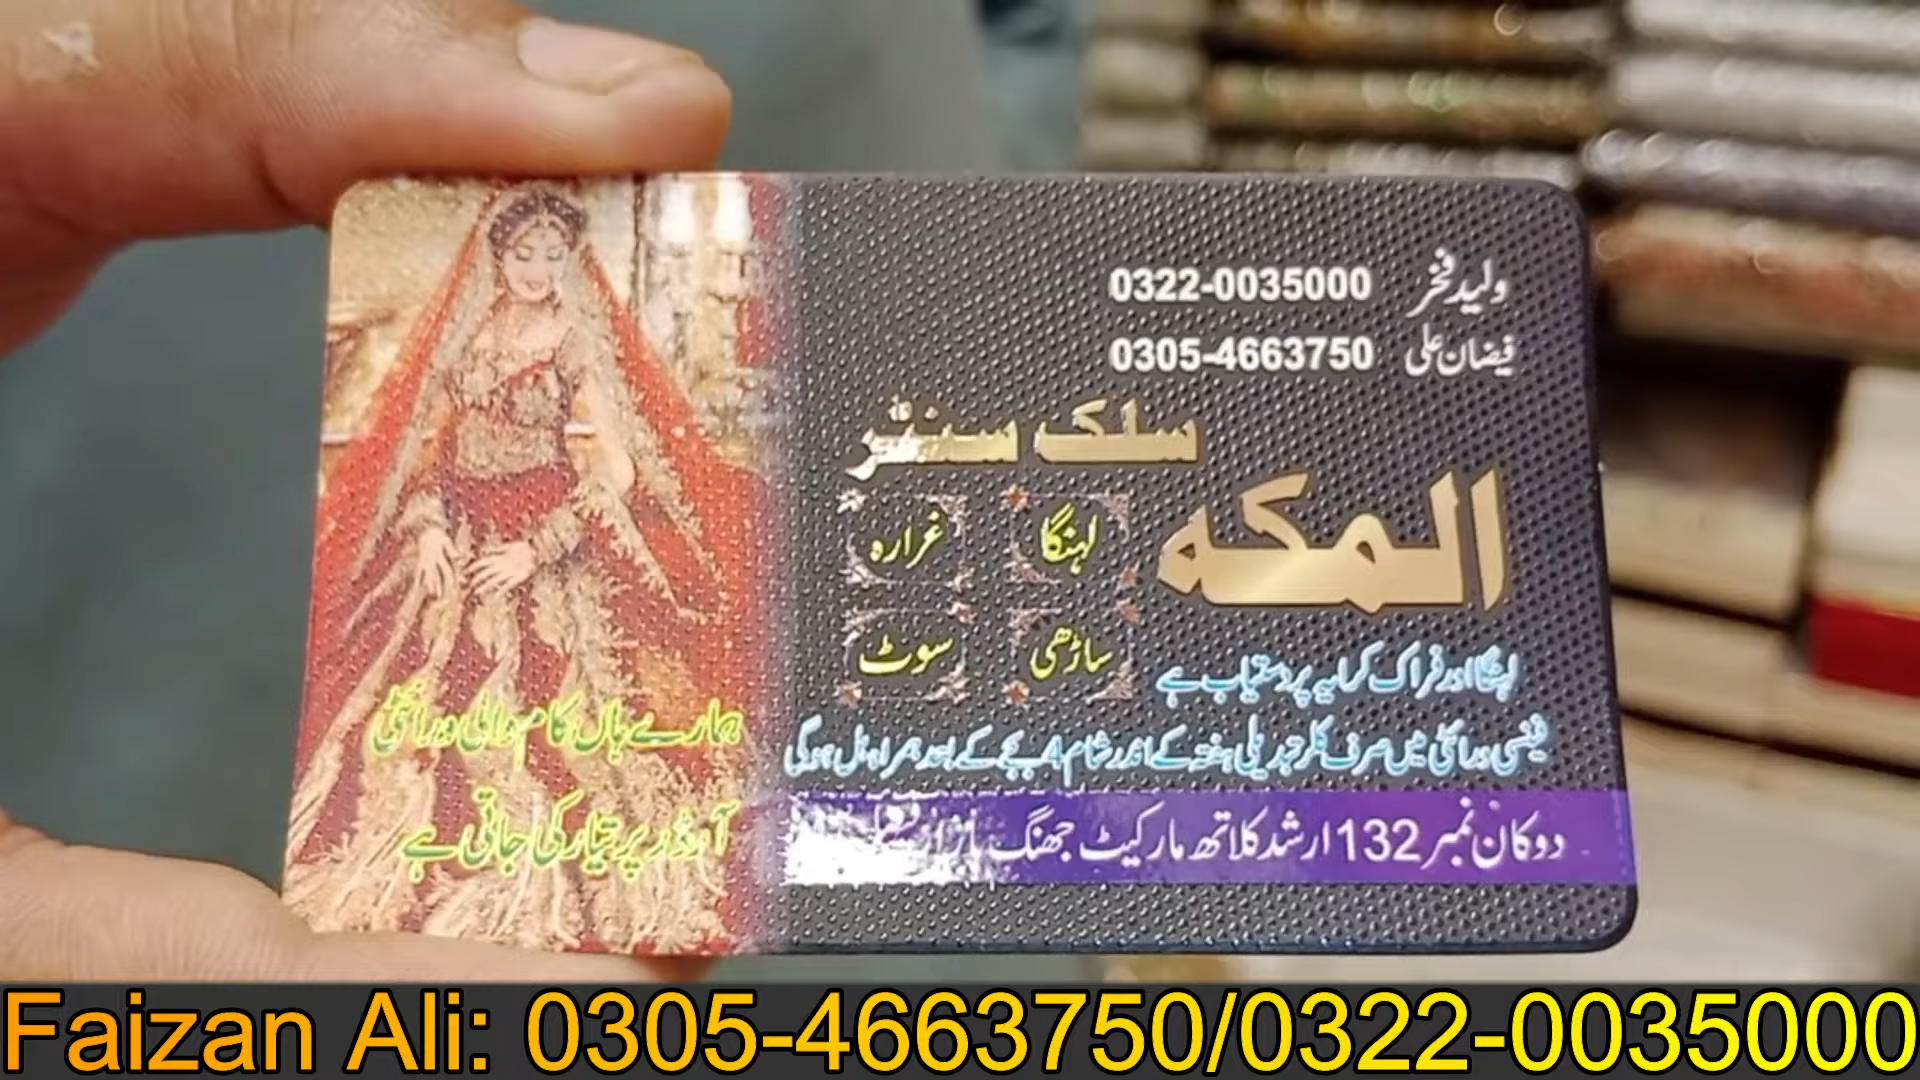 ولید فخر 0322-0035000
فیضان علی 0305-4663750
المکہ سلک سنٹر
لہنگا غرارہ
ساڑھی سوٹ
لہنگا اور فراک کرایہ پر دستیاب ہے
فینسی ورائٹی میں صرف کلر تبدیلی ہفتہ کے اندر شام 4 بجے کے بعد ہمراہ بل ہوگی
دوکان نمبر 132 ارشد کلاتھ مارکیٹ جھنگ بازار
ہمارے ہاں کام والی ورائٹی
آرڈر پر تیار کی جاتی ہے
Faizan Ali: 0305-4663750/0322-0035000